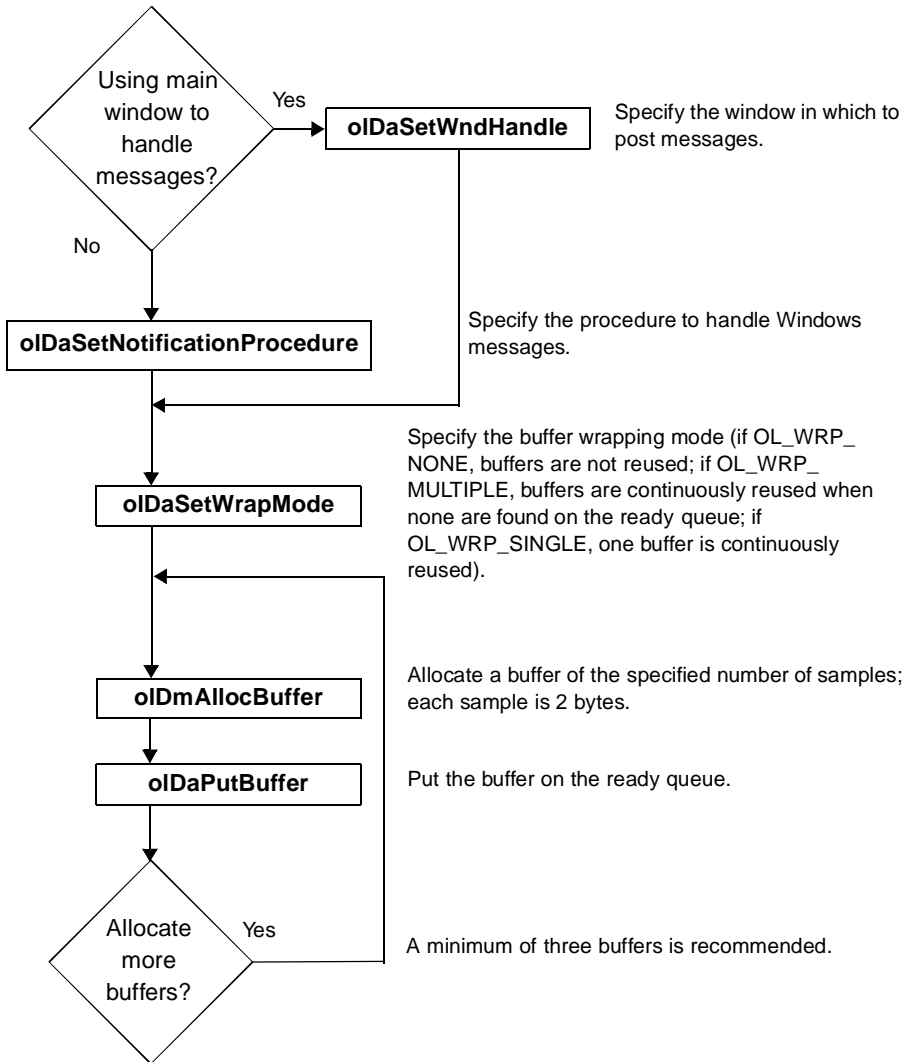 Using main
window to
handle
messages?
Yes
olDaSetWndHandle
Specify the window in which to
post messages.
No
olDaSetNotificationProcedure
Specify the procedure to handle Windows
messages.
olDaSetWrapMode
Specify the buffer wrapping mode (if OL_WRP_
NONE, buffers are not reused; if OL_WRP_
MULTIPLE, buffers are continuously reused when
none are found on the ready queue; if
OL_WRP_SINGLE, one buffer is continuously
reused).
olDmAllocBuffer
Allocate a buffer of the specified number of samples;
each sample is 2 bytes.
olDaPutBuffer
Put the buffer on the ready queue.
Allocate
more
buffers?
Yes
A minimum of three buffers is recommended.